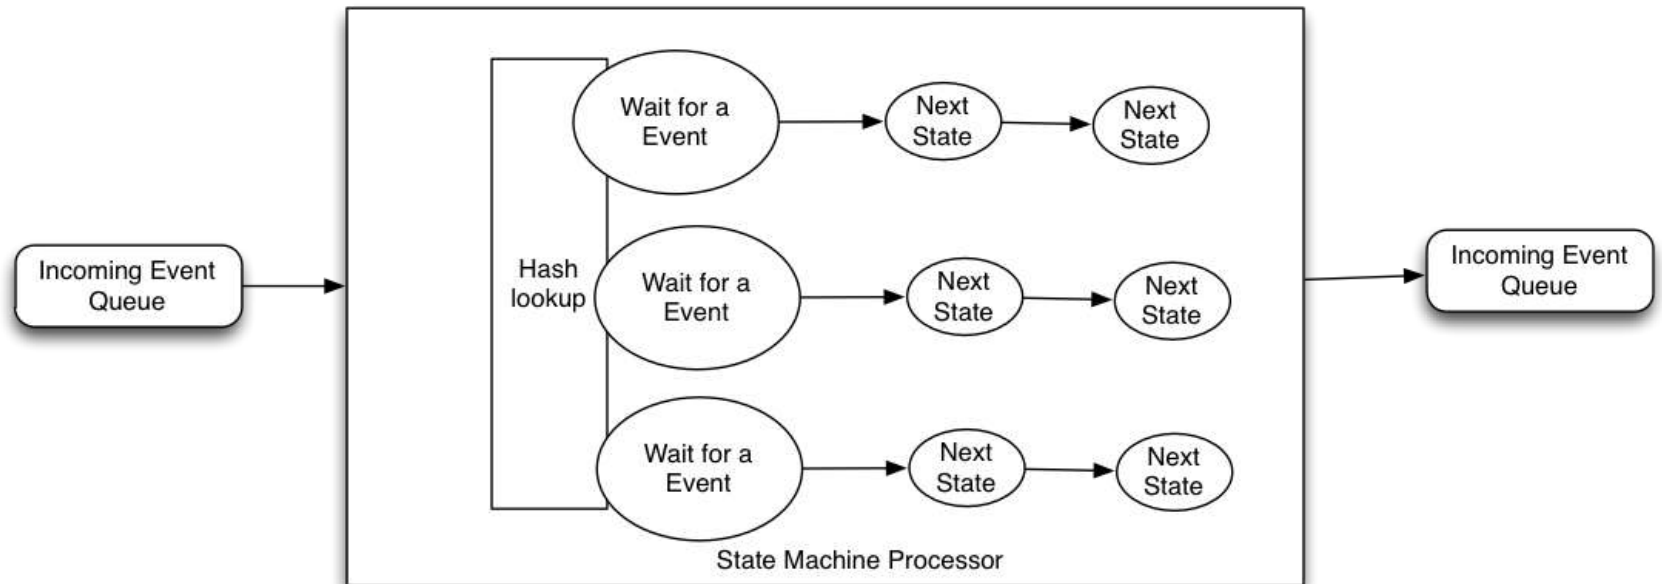 Incoming Event
Queue
Hash
lookup
Wait for a
Event
Next
State
Next
State
Wait for a
Event
Next
State
Next
State
Wait for a
Event
Next
State
Next
State
State Machine Processor
Incoming Event
Queue